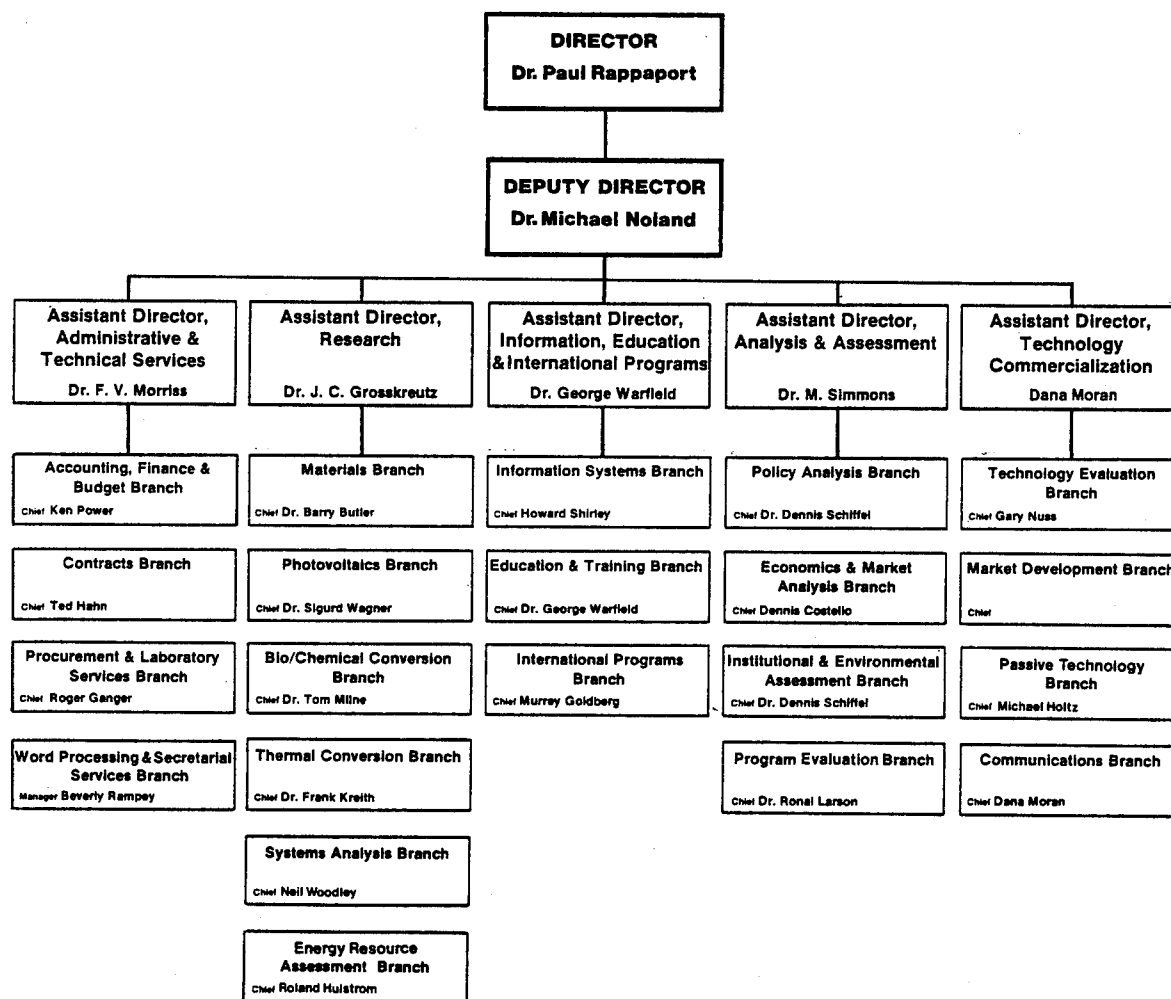 DIRECTOR
Dr. Paul Rappaport
DEPUTY DIRECTOR
Dr. Michael Noland
Assistant Director,
Administrative &
Technical Services
Dr. F. V. Morriss
Accounting, Finance &
Budget Branch
Chief Ken Power
Contracts Branch
Chief Ted Hahn
Procurement & Laboratory
Services Branch
Chief Roger Ganger
Word Processing & Secretarial
Services Branch
Manager Beverly Rampey
Assistant Director,
Research
Dr. J. C. Grosskreutz
Materials Branch
Chief Dr. Barry Butler
Photovoltaics Branch
Chief Dr. Sigurd Wagner
Bio/Chemical Conversion
Branch
Chief Dr. Tom Milne
Thermal Conversion Branch
Chief Dr. Frank Kreith
Systems Analysis Branch
Chief Neil Woodley
Energy Resource
Assessment Branch
Chief Roland Hulstrom
Assistant Director,
Information, Education
& International Programs
Dr. George Warfield
Information Systems Branch
Chief Howard Shirley
Education & Training Branch
Chief Dr. George Warfield
International Programs
Branch
Chief Murrey Goldberg
Assistant Director,
Analysis & Assessment
Dr. M. Simmons
Policy Analysis Branch
Chief Dr. Dennis Schiffel
Economics & Market
Analysis Branch
Chief Dennis Costello
Institutional & Environmental
Assessment Branch
Chief Dr. Dennis Schiffel
Program Evaluation Branch
Chief Dr. Ronal Larson
Assistant Director,
Technology
Commercialization
Dana Moran
Technology Evaluation
Branch
Chief Gary Nuss
Market Development Branch
Chief
Passive Technology
Branch
Chief Michael Holtz
Communications Branch
Chief Dana Moran